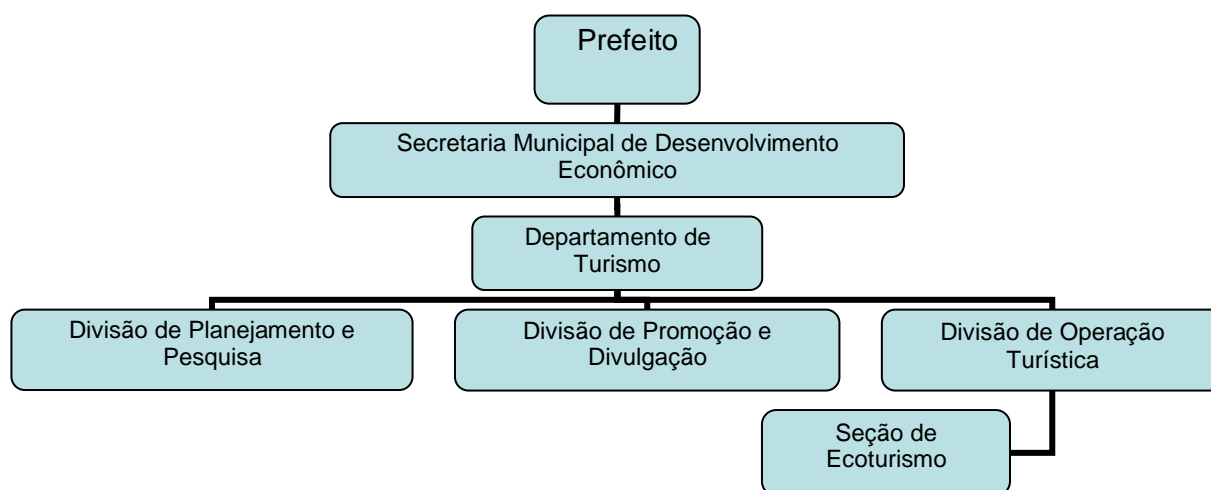 Prefeito
Secretaria Municipal de Desenvolvimento
Econômico
Departamento de
Turismo
Divisão de Planejamento e
Pesquisa
Divisão de Promoção e
Divulgação
Divisão de Operação
Turística
Seção de
Ecoturismo